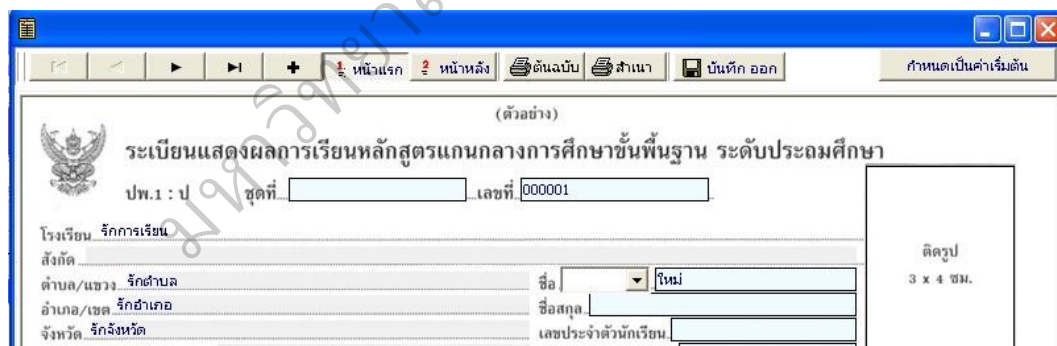 1 หน้าแรก 2 หน้าหลัง ต้นฉบับ สำเนา บันทึก ออก กำหนดเป็นค่าเริ่มต้น
(ตัวอย่าง)
ระเบียนแสดงผลการเรียนหลักสูตรแกนกลางการศึกษาขั้นพื้นฐาน ระดับประถมศึกษา
ปพ.1 : ป ชุดที่ เลขที่ 000001
โรงเรียน รักการเรียน
สังกัด
ติดรูป
3 x 4 ซม.
ตำบล/แขวง รักตำบล ชื่อ ใหม่
อำเภอ/เขต รักอำเภอ ชื่อสกุล
จังหวัด รักจังหวัด เลขประจำตัวนักเรียน